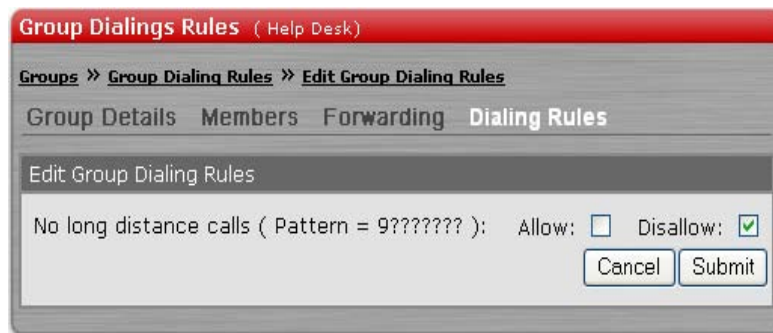 Group Dialings Rules ( Help Desk)
Groups » Group Dialing Rules » Edit Group Dialing Rules
Group Details Members Forwarding Dialing Rules
Edit Group Dialing Rules
No long distance calls ( Pattern = 9??????? ): Allow: Disallow:
Cancel Submit